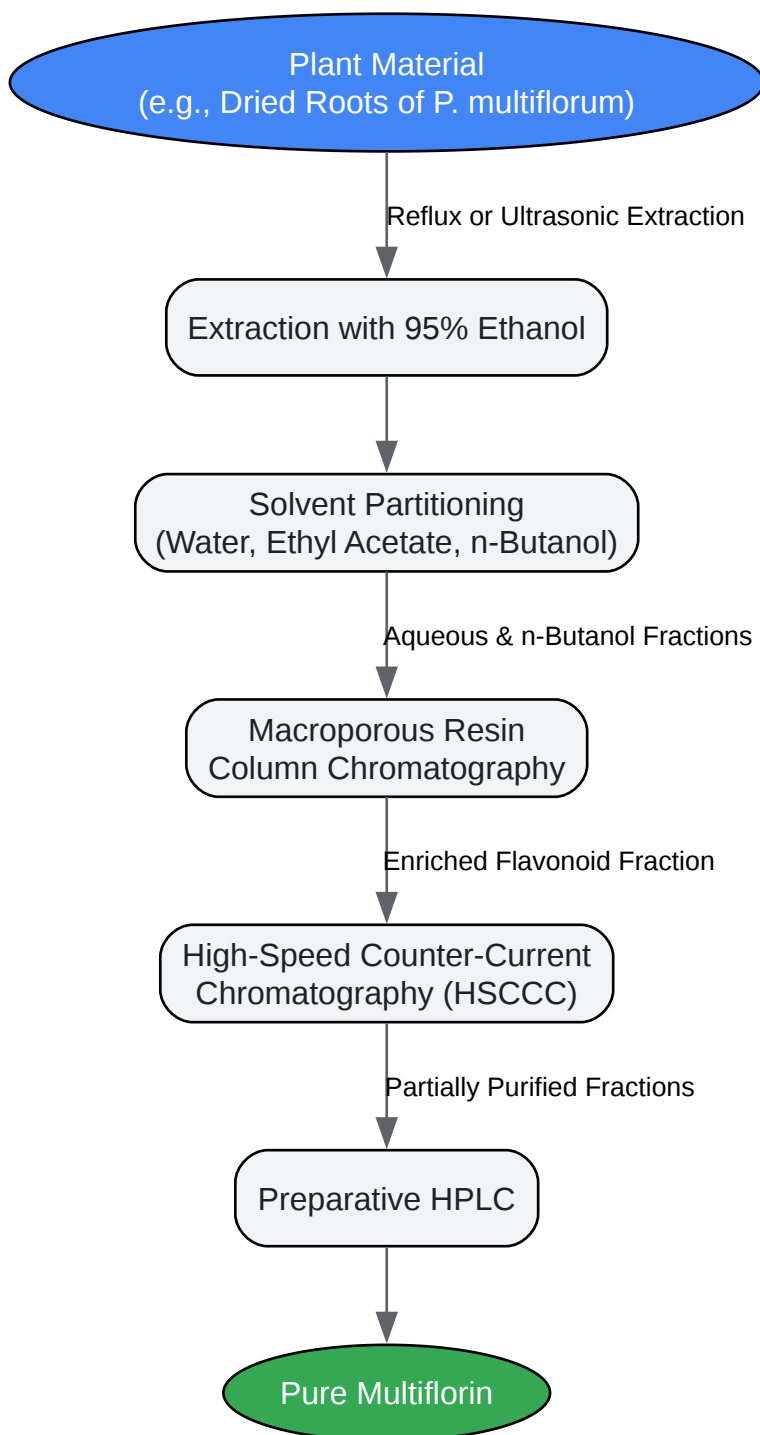 Plant Material
(e.g., Dried Roots of P. multiflorum)
Reflux or Ultrasonic Extraction
Extraction with 95% Ethanol
Solvent Partitioning
(Water, Ethyl Acetate, n-Butanol)
Aqueous & n-Butanol Fractions
Macroporous Resin
Column Chromatography
Enriched Flavonoid Fraction
High-Speed Counter-Current
Chromatography (HSCCC)
Partially Purified Fractions
Preparative HPLC
Pure Multiflorin